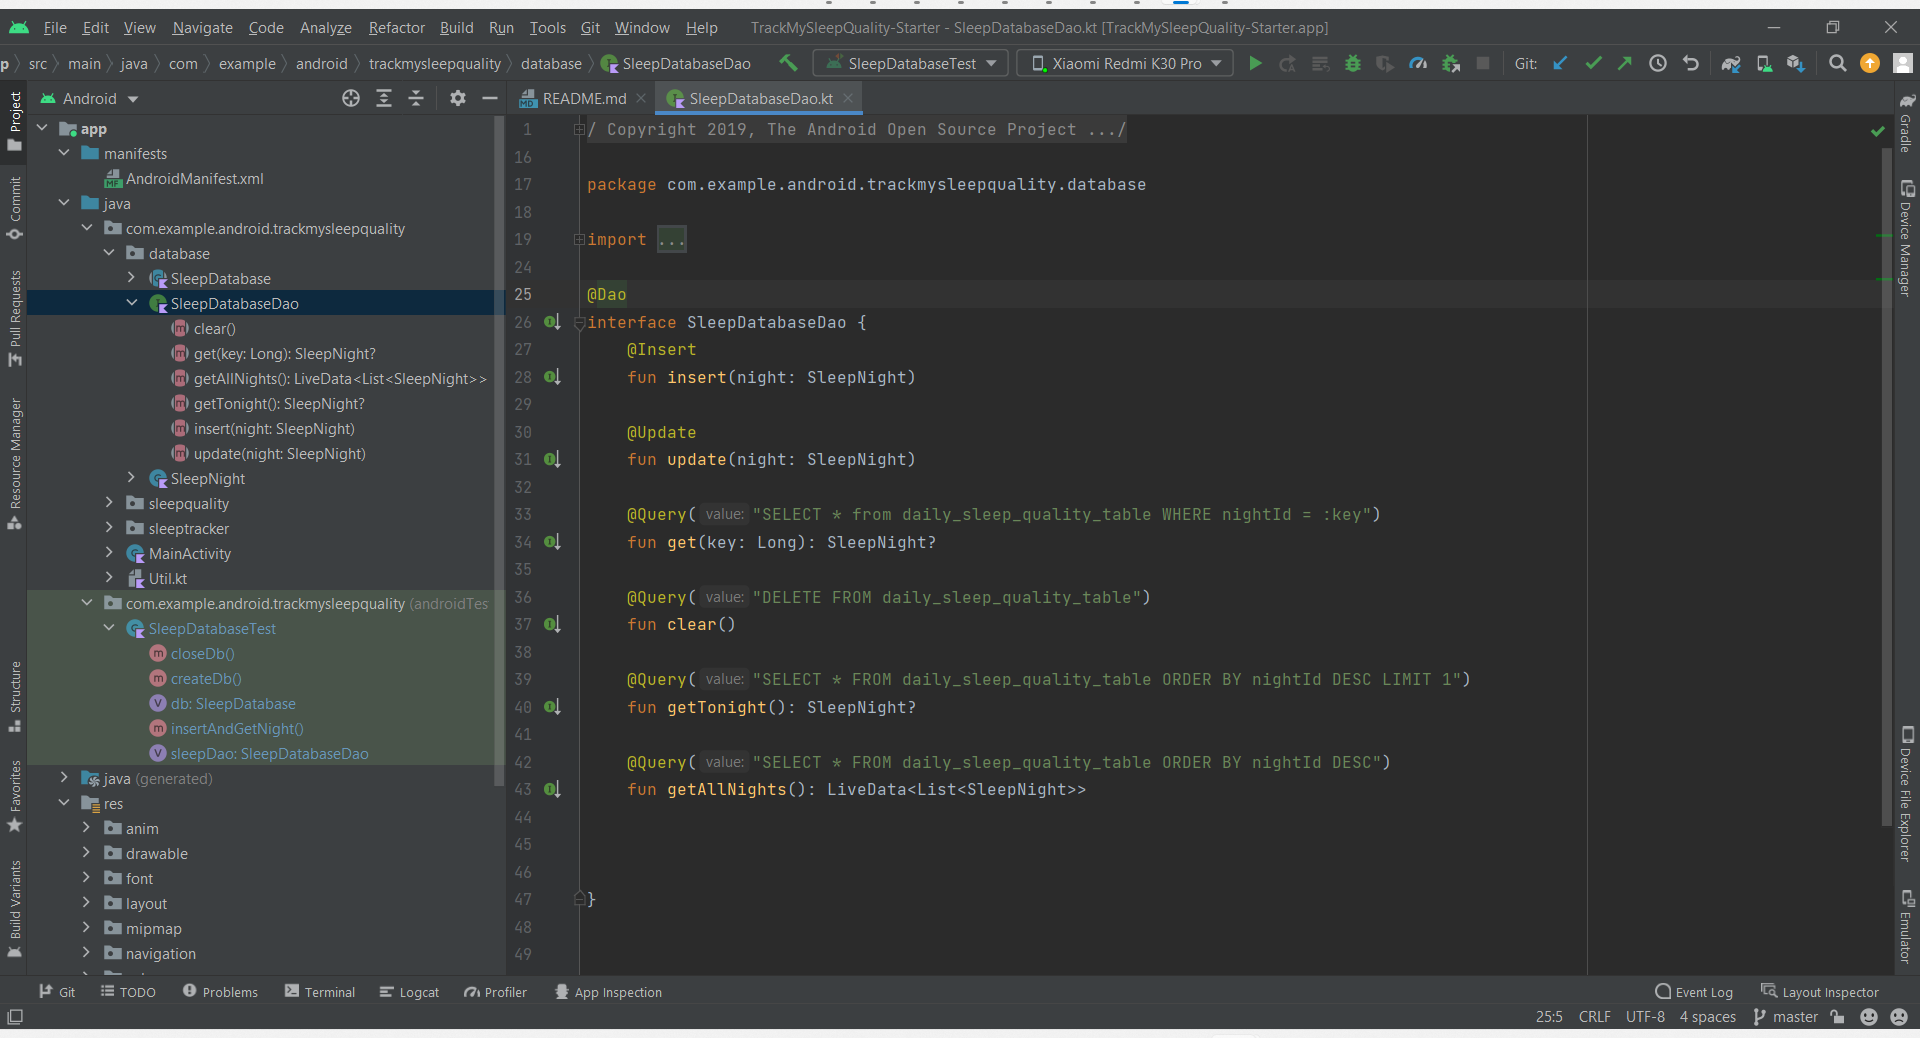 File Edit View Navigate Code Analyze Refactor Build Run Tools Git Window Help TrackMySleepQuality-Starter - SleepDatabaseDao.kt [TrackMySleepQuality-Starter.app]
p src main java com example android trackmysleepquality database SleepDatabaseDao SleepDatabaseTest Xiaomi Redmi K30 Pro Git:
Android
README.md SleepDatabaseDao.kt
Project
Commit
Pull Requests
Resource Manager
Structure
Favorites
Build Variants
app
manifests
MF AndroidManifest.xml
java
com.example.android.trackmysleepquality
database
SleepDatabase
SleepDatabaseDao
clear()
get(key: Long): SleepNight?
getAllNights(): LiveData<List<SleepNight>>
getTonight(): SleepNight?
insert(night: SleepNight)
update(night: SleepNight)
SleepNight
sleepquality
sleeptracker
MainActivity
Util.kt
com.example.android.trackmysleepquality (androidTes
SleepDatabaseTest
closeDb()
createDb()
db: SleepDatabase
insertAndGetNight()
sleepDao: SleepDatabaseDao
java (generated)
res
anim
drawable
font
layout
mipmap
navigation
1 / Copyright 2019, The Android Open Source Project .../
16
17 package com.example.android.trackmysleepquality.database
18
19 import ...
24
25 @Dao
26 interface SleepDatabaseDao {
27 @Insert
28 fun insert(night: SleepNight)
29
30 @Update
31 fun update(night: SleepNight)
32
33 @Query( value: "SELECT * from daily_sleep_quality_table WHERE nightId = :key")
34 fun get(key: Long): SleepNight?
35
36 @Query( value: "DELETE FROM daily_sleep_quality_table")
37 fun clear()
38
39 @Query( value: "SELECT * FROM daily_sleep_quality_table ORDER BY nightId DESC LIMIT 1")
40 fun getTonight(): SleepNight?
41
42 @Query( value: "SELECT * FROM daily_sleep_quality_table ORDER BY nightId DESC")
43 fun getAllNights(): LiveData<List<SleepNight>>
44
45
46
47 }
48
49
Gradle
Device Manager
Device File Explorer
Emulator
Git TODO Problems Terminal Logcat Profiler App Inspection Event Log Layout Inspector
25:5 CRLF UTF-8 4 spaces master